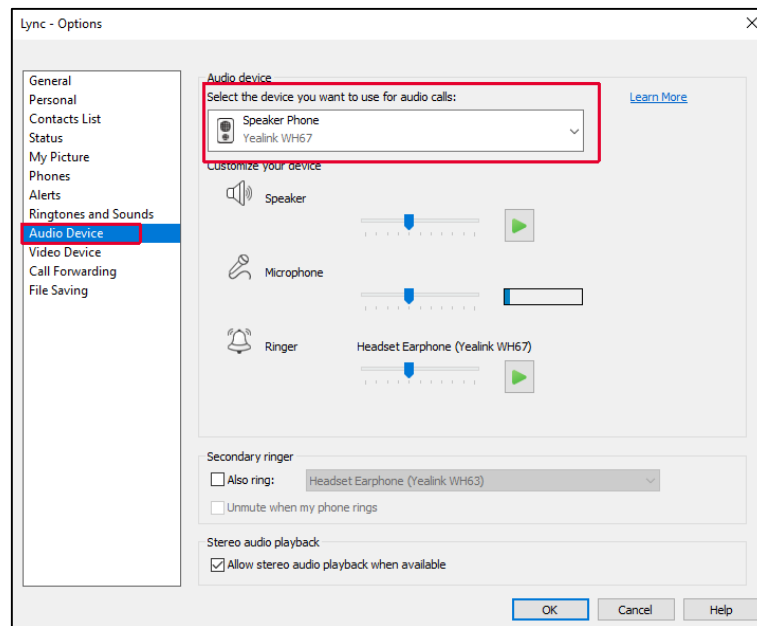 Lync - Options
General
Personal
Contacts List
Status
My Picture
Phones
Alerts
Ringtones and Sounds
Audio Device
Video Device
Call Forwarding
File Saving
Audio device
Select the device you want to use for audio calls:
Learn More
Speaker Phone
Yealink WH67
Customize your device
Speaker
Microphone
Ringer
Headset Earphone (Yealink WH67)
Secondary ringer
Also ring:
Headset Earphone (Yealink WH63)
Unmute when my phone rings
Stereo audio playback
Allow stereo audio playback when available
OK
Cancel
Help